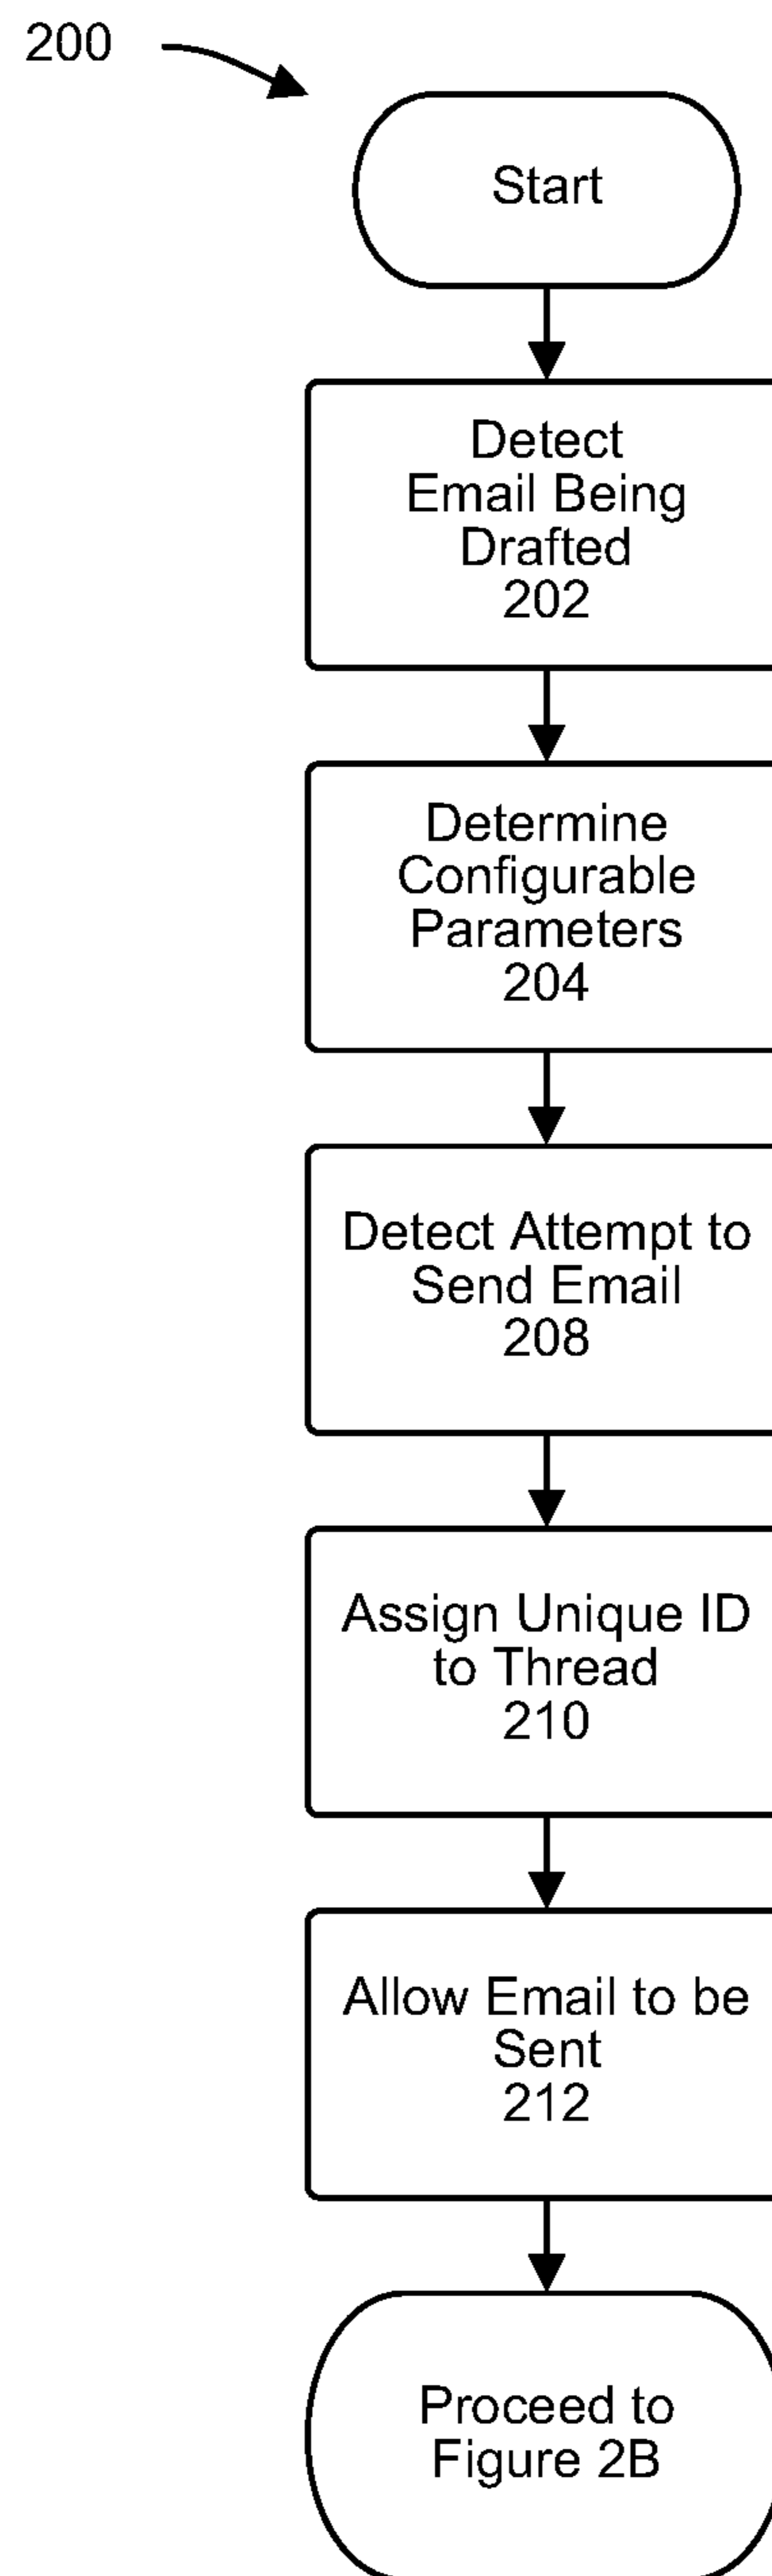 200
Start
Detect
Email Being
Drafted
202
Determine
Configurable
Parameters
204
Detect Attempt to
Send Email
208
Assign Unique ID
to Thread
210
Allow Email to be
Sent
212
Proceed to
Figure 2B